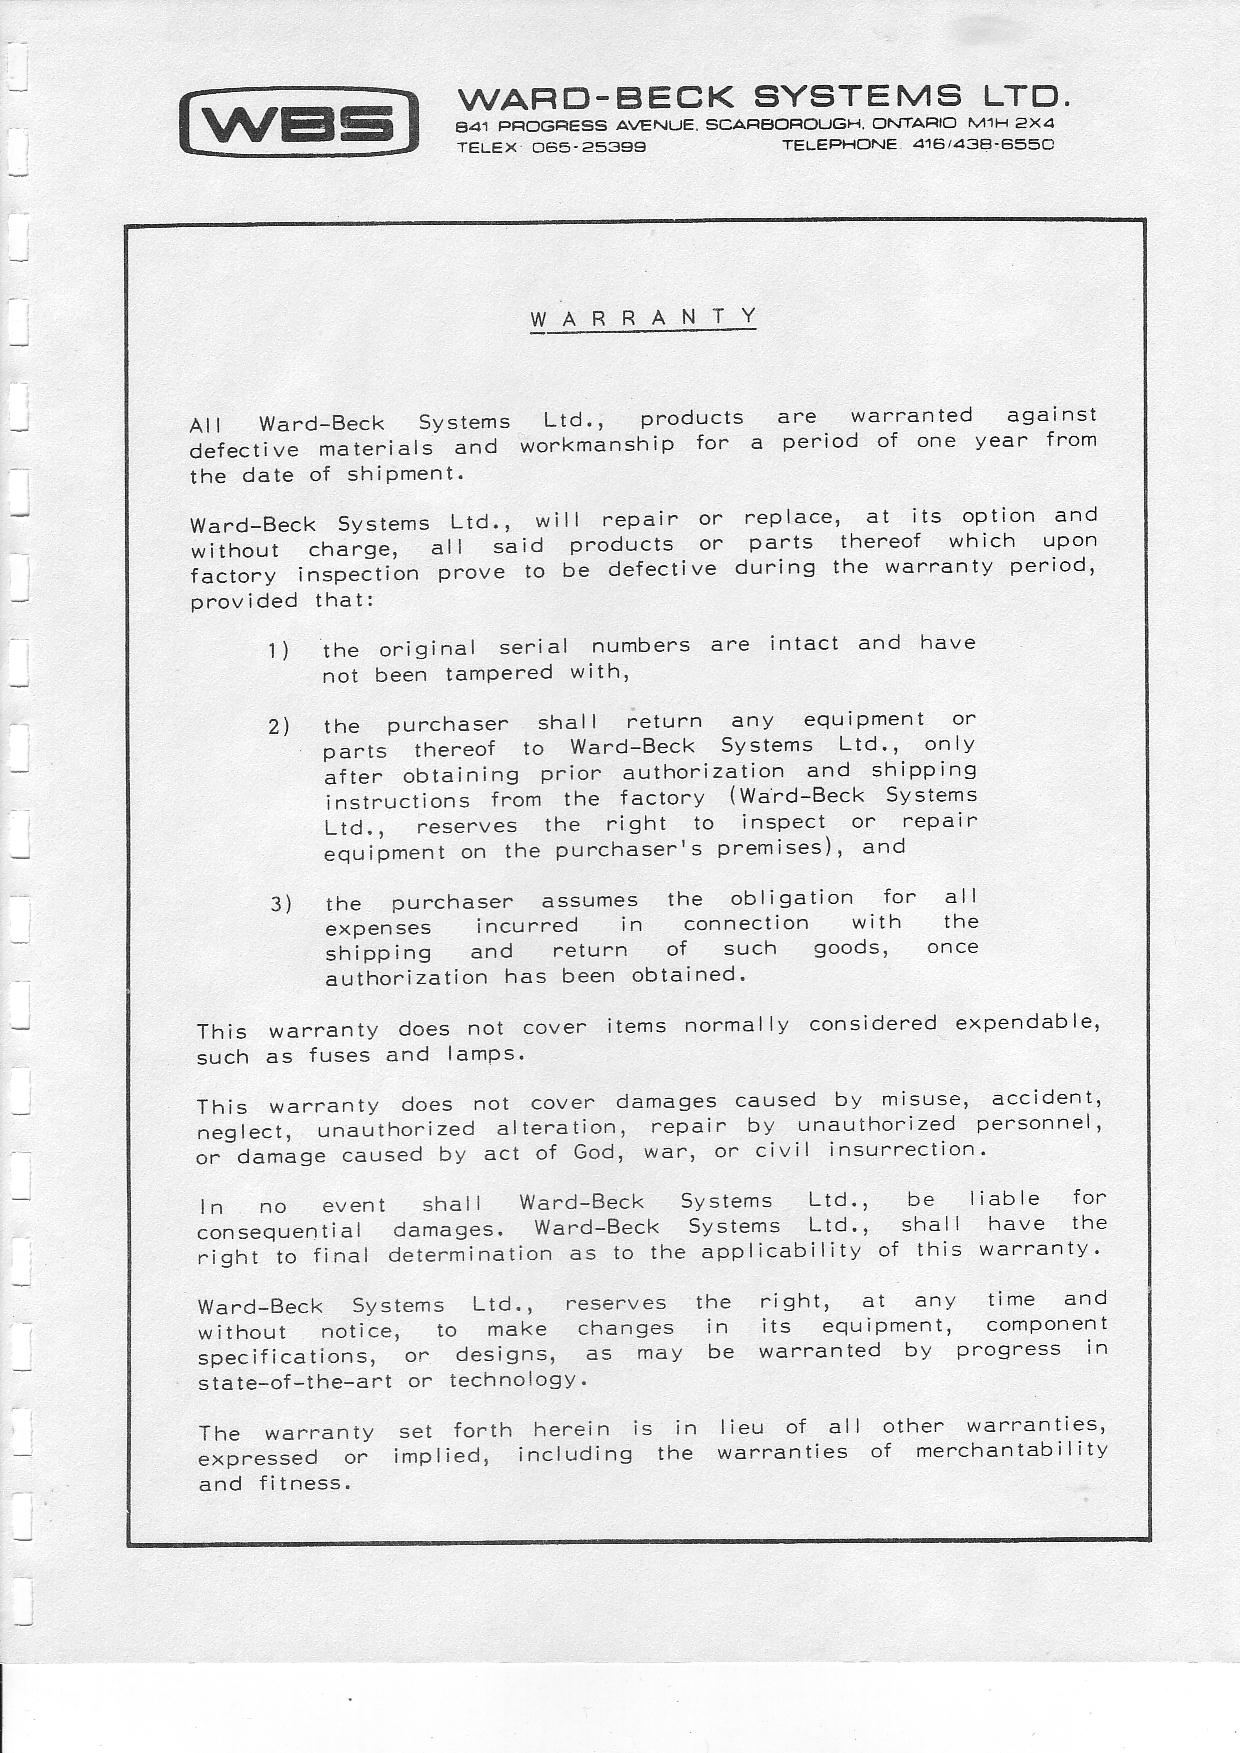 WBS
WARD-BECK SYSTEMS LTD.
841 PROGRESS AVENUE, SCARBOROUGH, ONTARIO M1H 2X4
TELEX 065-25399 TELEPHONE 416/438-6550
WARRANTY
All Ward-Beck Systems Ltd., products are warranted against
defective materials and workmanship for a period of one year from
the date of shipment.
Ward-Beck Systems Ltd., will repair or replace, at its option and
without charge, all said products or parts thereof which upon
factory inspection prove to be defective during the warranty period,
provided that:
1) the original serial numbers are intact and have
not been tampered with,
2) the purchaser shall return any equipment or
parts thereof to Ward-Beck Systems Ltd., only
after obtaining prior authorization and shipping
instructions from the factory (Ward-Beck Systems
Ltd., reserves the right to inspect or repair
equipment on the purchaser's premises), and
3) the purchaser assumes the obligation for all
expenses incurred in connection with the
shipping and return of such goods, once
authorization has been obtained.
This warranty does not cover items normally considered expendable,
such as fuses and lamps.
This warranty does not cover damages caused by misuse, accident,
neglect, unauthorized alteration, repair by unauthorized personnel,
or damage caused by act of God, war, or civil insurrection.
In no event shall Ward-Beck Systems Ltd., be liable for
consequential damages. Ward-Beck Systems Ltd., shall have the
right to final determination as to the applicability of this warranty.
Ward-Beck Systems Ltd., reserves the right, at any time and
without notice, to make changes in its equipment, component
specifications, or designs, as may be warranted by progress in
state-of-the-art or technology.
The warranty set forth herein is in lieu of all other warranties,
expressed or implied, including the warranties of merchantability
and fitness.